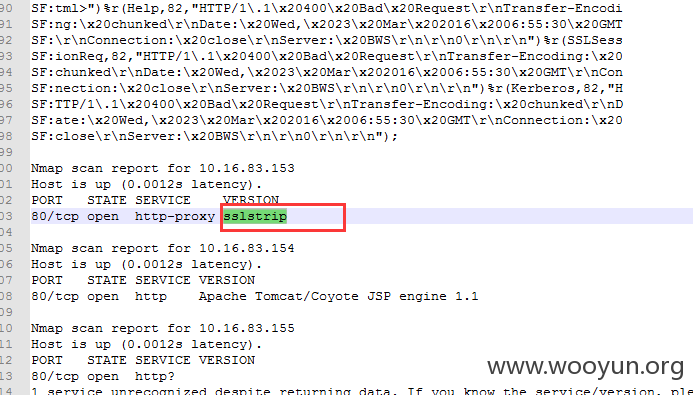 90 SF:tml>")%r(Help,82,"HTTP/1\.1\x20400\x20Bad\x20Request\r\nTransfer-Encodi
91 SF:ng:\x20chunked\r\nDate:\x20Wed,\x2023\x20Mar\x202016\x2006:55:30\x20GMT
92 SF:\r\nConnection:\x20close\r\nServer:\x20BWS\r\n\r\n0\r\n\r\n")%r(SSLSess
93 SF:ionReq,82,"HTTP/1\.1\x20400\x20Bad\x20Request\r\nTransfer-Encoding:\x20
94 SF:chunked\r\nDate:\x20Wed,\x2023\x20Mar\x202016\x2006:55:30\x20GMT\r\nCon
95 SF:nection:\x20close\r\nServer:\x20BWS\r\n\r\n0\r\n\r\n")%r(Kerberos,82,"H
96 SF:TTP/1\.1\x20400\x20Bad\x20Request\r\nTransfer-Encoding:\x20chunked\r\nD
97 SF:ate:\x20Wed,\x2023\x20Mar\x202016\x2006:55:30\x20GMT\r\nConnection:\x20
98 SF:close\r\nServer:\x20BWS\r\n\r\n0\r\n\r\n");
99
00 Nmap scan report for 10.16.83.153
01 Host is up (0.0012s latency).
02 PORT STATE SERVICE VERSION
03 80/tcp open http-proxy sslstrip
04
05 Nmap scan report for 10.16.83.154
06 Host is up (0.0012s latency).
07 PORT STATE SERVICE VERSION
08 80/tcp open http Apache Tomcat/Coyote JSP engine 1.1
09
10 Nmap scan report for 10.16.83.155
11 Host is up (0.0012s latency).
12 PORT STATE SERVICE VERSION
13 80/tcp open http?
14 1 service unrecognized despite returning data. If you know the service/version, ple
www.wooyun.org